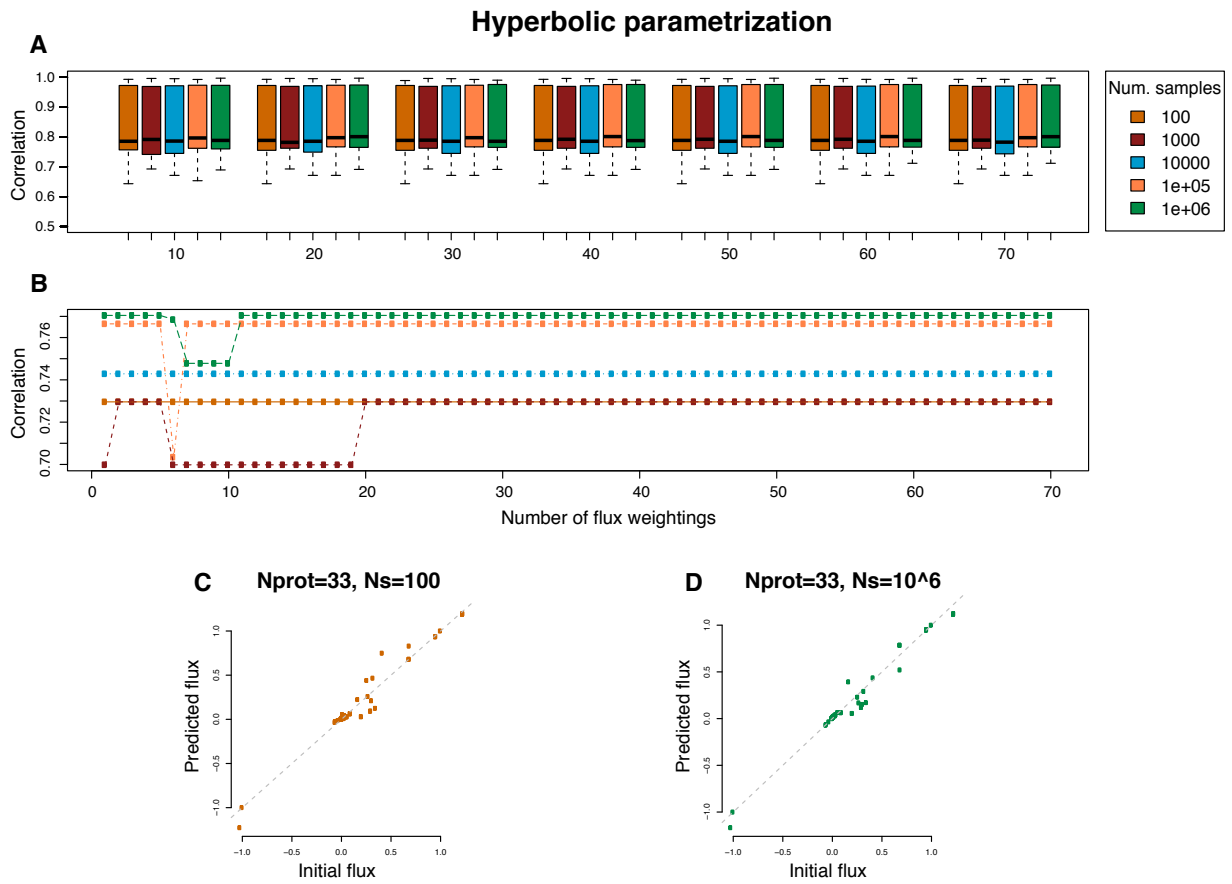 Hyperbolic parametrization
A
Correlation
1.0
0.9
0.8
0.7
0.6
0.5
10 20 30 40 50 60 70
Num. samples
100
1000
10000
1e+05
1e+06
B
Correlation
0.76
0.74
0.72
0.70
0 10 20 30 40 50 60 70
Number of flux weightings
C Nprot=33, Ns=100
Predicted flux
1.0
0.5
0.0
−0.5
−1.0
−1.0 −0.5 0.0 0.5 1.0
Initial flux
D Nprot=33, Ns=10^6
Predicted flux
1.0
0.5
0.0
−0.5
−1.0
−1.0 −0.5 0.0 0.5 1.0
Initial flux